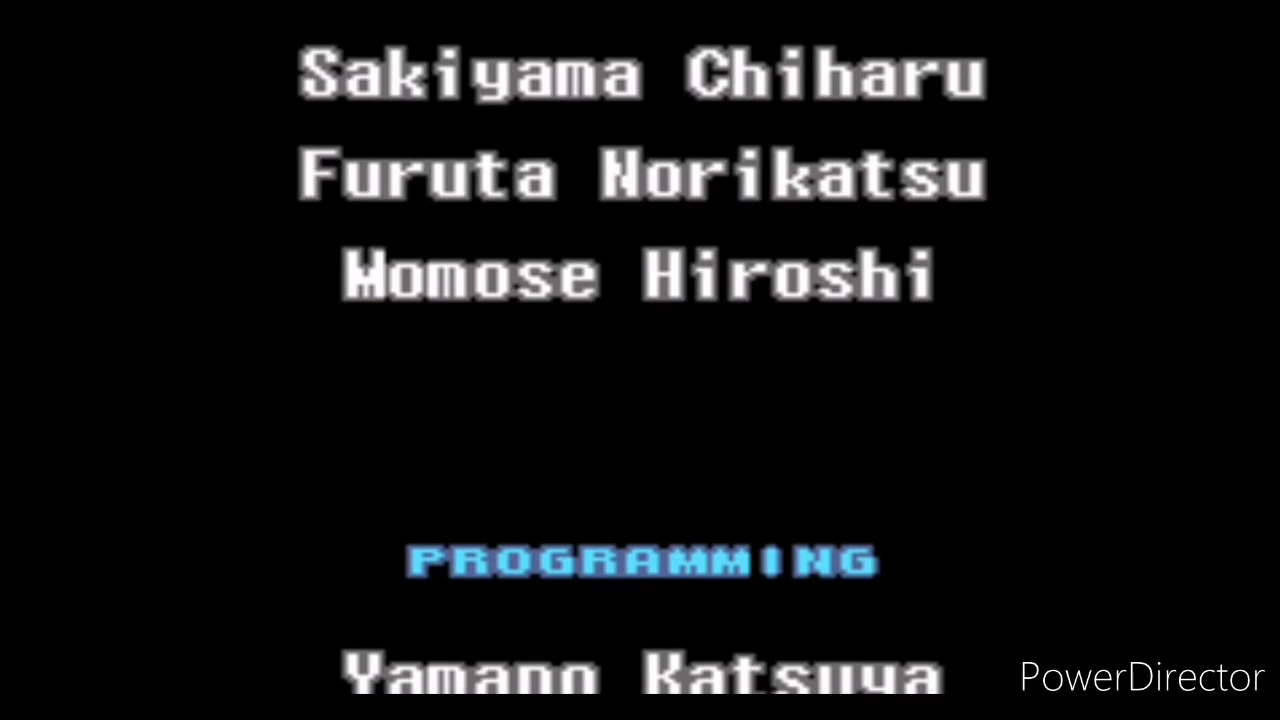 Sakiyama Chiharu
Furuta Norikatsu
Momose Hiroshi
PROGRAMMING
Yamano Katsuya
PowerDirector